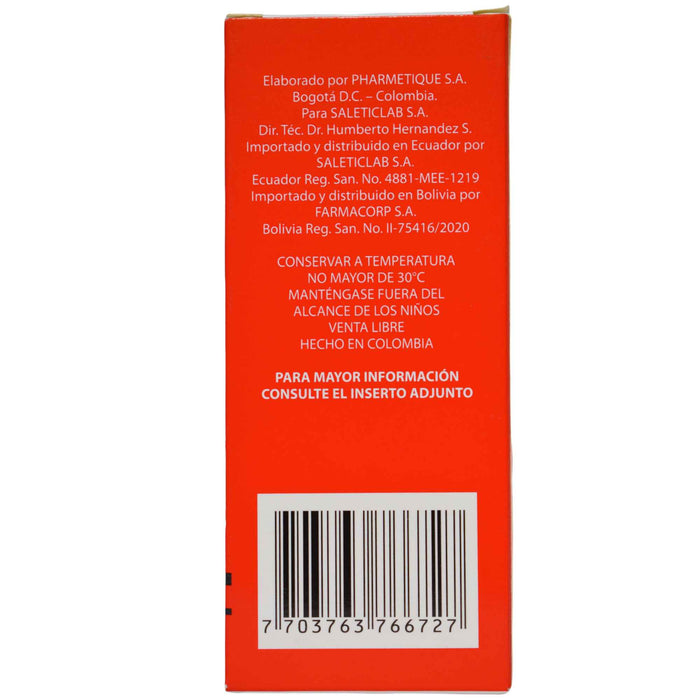 Elaborado por PHARMETIQUE S.A.
Bogotá D.C. – Colombia.
Para SALETICLAB S.A.
Dir. Téc. Dr. Humberto Hernandez S.
Importado y distribuido en Ecuador por
SALETICLAB S.A.
Ecuador Reg. San. No. 4881-MEE-1219
Importado y distribuido en Bolivia por
FARMACORP S.A.
Bolivia Reg. San. No. II-75416/2020
CONSERVAR A TEMPERATURA
NO MAYOR DE 30°C
MANTÉNGASE FUERA DEL
ALCANCE DE LOS NIÑOS
VENTA LIBRE
HECHO EN COLOMBIA
PARA MAYOR INFORMACIÓN
CONSULTE EL INSERTO ADJUNTO
7 703763 766727